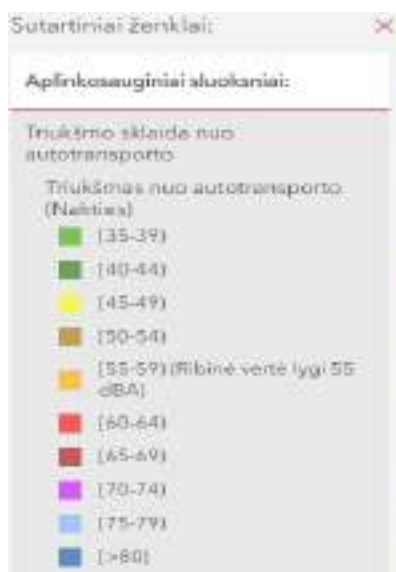 Sutartiniai ženklai:
Aplinkosauginiai sluoksniai:
Triukšmo sklaida nuo
autotransporto
Triukšmas nuo autotransporto
(Nakties)
[35-39)
[40-44)
[45-49)
[50-54)
[55-59) (Ribinė vertė lygi 55
dBA)
[60-64)
[65-69)
[70-74)
[75-79)
[>80)